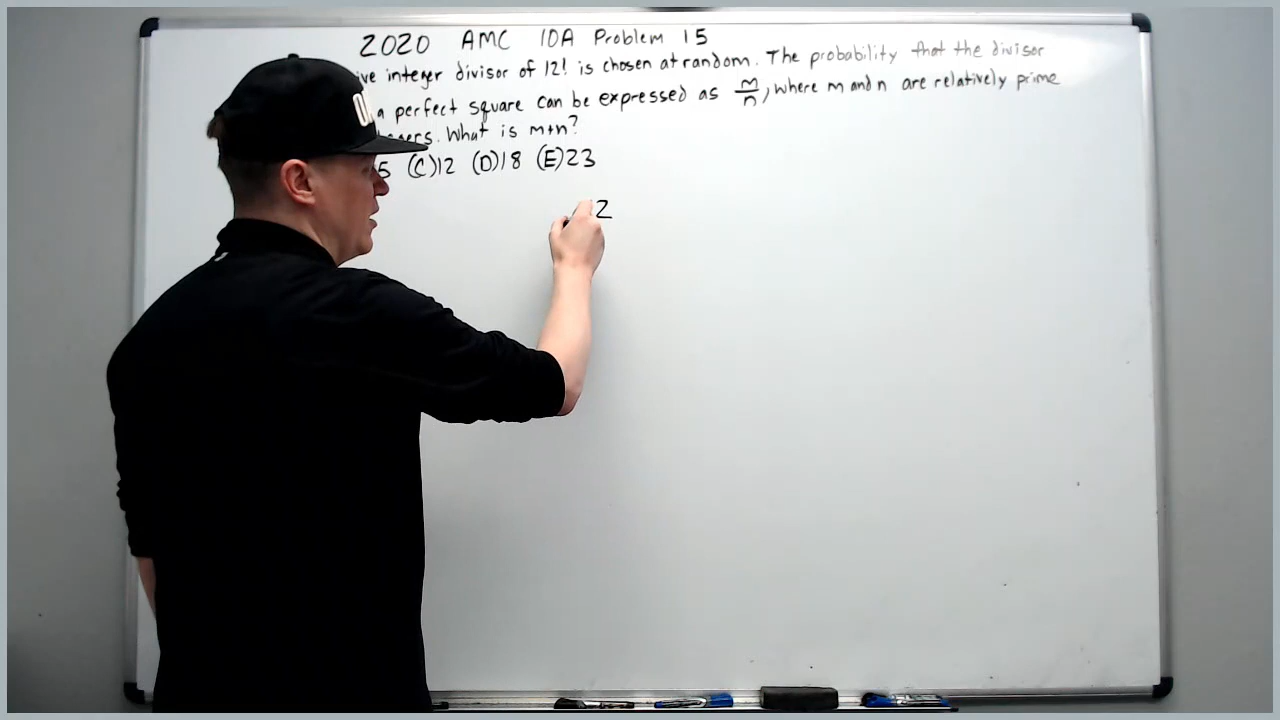 2020 AMC 10A Problem 15
integer divisor of 12! is chosen at random. The probability that the divisor
a perfect square can be expressed as m/n, where m and n are relatively prime
What is m+n?
5 (C)12 (D)18 (E)23
2